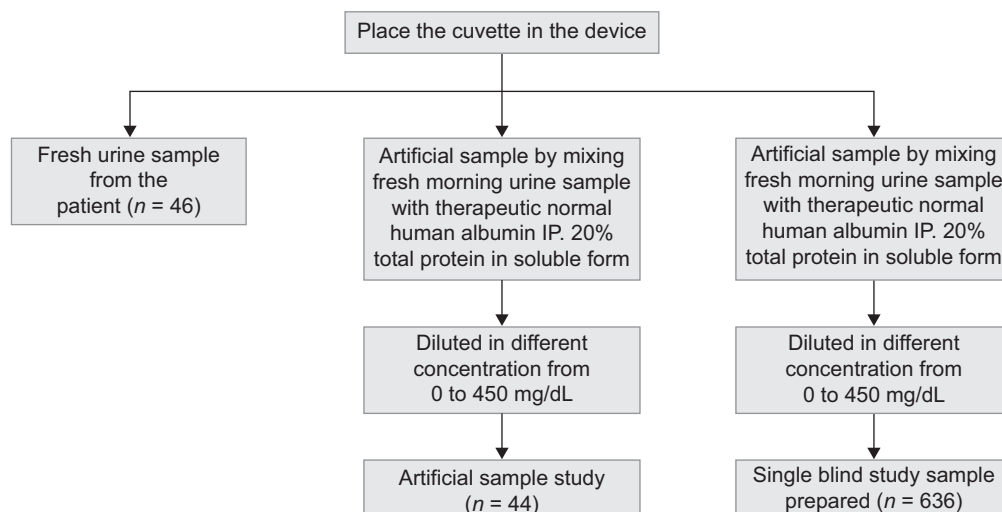 Place the cuvette in the device
Fresh urine sample
from the
patient (n = 46)
Artificial sample by mixing
fresh morning urine sample
with therapeutic normal
human albumin IP. 20%
total protein in soluble form
Artificial sample by mixing
fresh morning urine sample
with therapeutic normal
human albumin IP. 20%
total protein in soluble form
Diluted in different
concentration from
0 to 450 mg/dL
Diluted in different
concentration from
0 to 450 mg/dL
Artificial sample study
(n = 44)
Single blind study sample
prepared (n = 636)